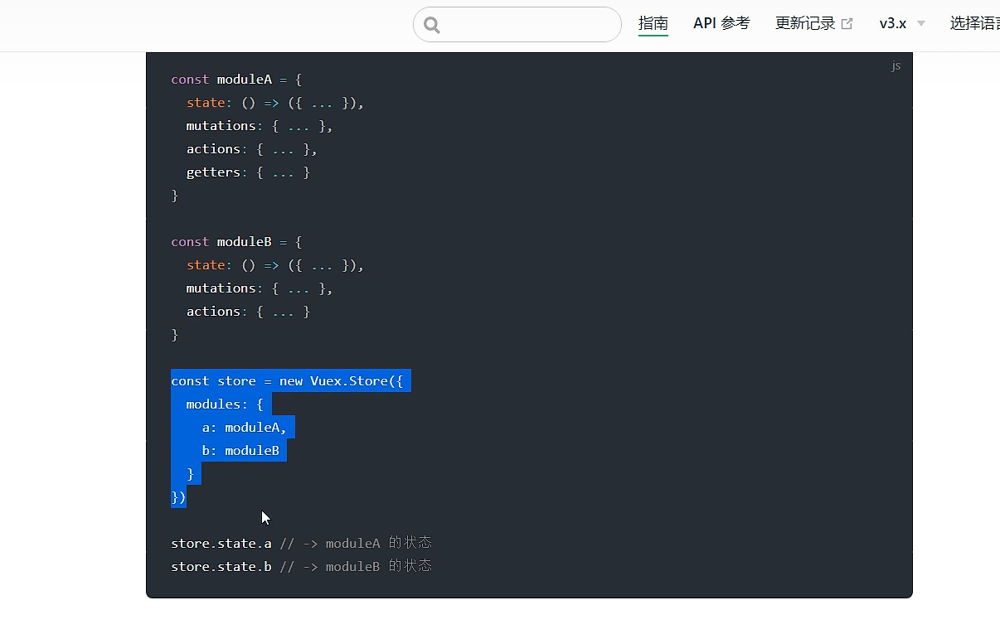 指南 API 参考 更新记录 v3.x 选择语言
js
const moduleA = {
  state: () => ({ ... }),
  mutations: { ... },
  actions: { ... },
  getters: { ... }
}
const moduleB = {
  state: () => ({ ... }),
  mutations: { ... },
  actions: { ... }
}
const store = new Vuex.Store({
  modules: {
    a: moduleA,
    b: moduleB
  }
})
store.state.a // -> moduleA 的状态
store.state.b // -> moduleB 的状态